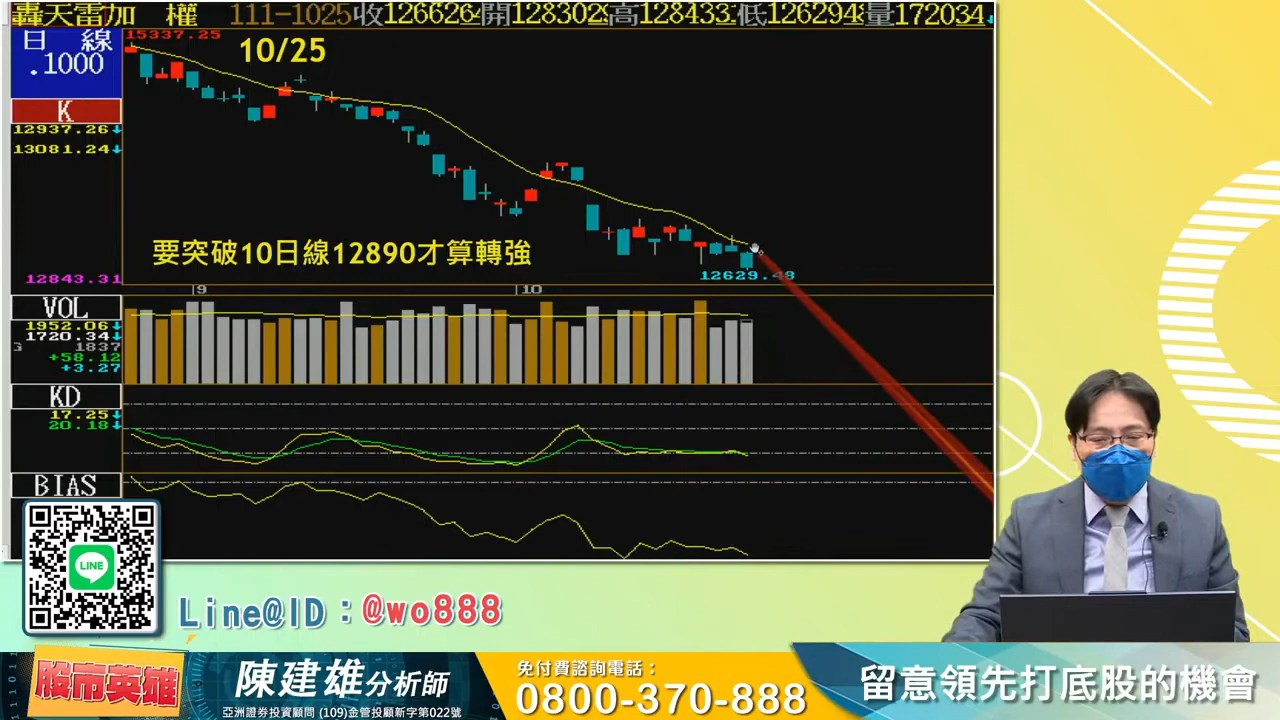 轟天雷加 權 111-1025收126626開128302高128433低126294量172034↓
日 線
.1000
15337.25
10/25
K
12937.26↓
13081.24↓
要突破10日線12890才算轉強
12843.31
12629.48
9
10
VOL
1952.06↓
1720.34↓
1837
+58.12
+3.27
KD
17.25↓
20.18↓
BIAS
LINE
Line@ID：@wo888
股市英雄
陳建雄分析師
亞洲證券投資顧問 (109)金管投顧新字第022號
免付費諮詢電話：
0800-370-888
留意領先打底股的機會